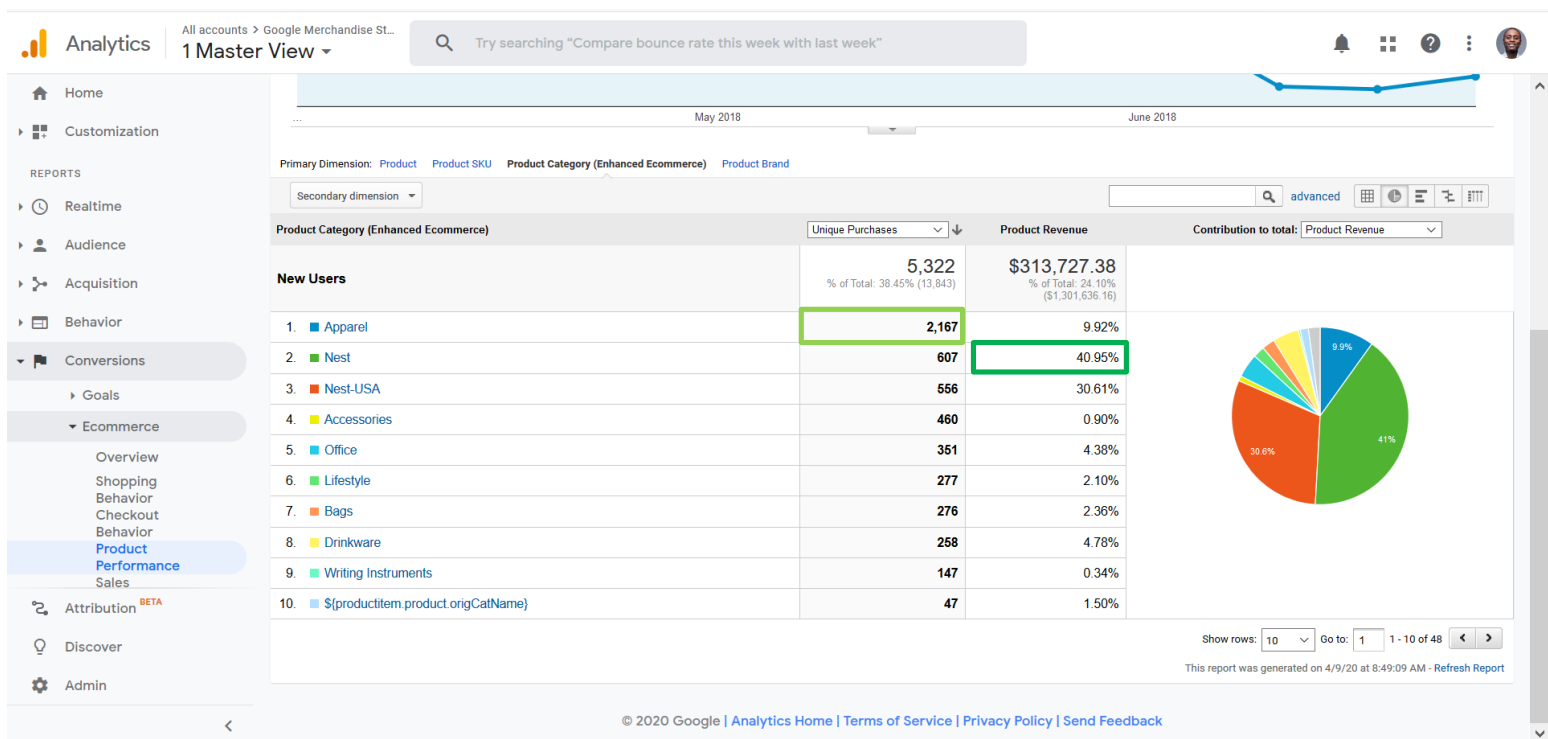 Analytics
All accounts > Google Merchandise St...
1 Master View
Try searching "Compare bounce rate this week with last week"
Home
Customization
REPORTS
Realtime
Audience
Acquisition
Behavior
Conversions
Goals
Ecommerce
Overview
Shopping
Behavior
Checkout
Behavior
Product
Performance
Sales
Attribution BETA
Discover
Admin
...
May 2018
June 2018
Primary Dimension: Product Product SKU Product Category (Enhanced Ecommerce) Product Brand
Secondary dimension
advanced
Product Category (Enhanced Ecommerce) Unique Purchases Product Revenue Contribution to total: Product Revenue
New Users
5,322
% of Total: 38.45% (13,843)
$313,727.38
% of Total: 24.10%
($1,301,636.16)
1. Apparel 2,167 9.92%
2. Nest 607 40.95%
3. Nest-USA 556 30.61%
4. Accessories 460 0.90%
5. Office 351 4.38%
6. Lifestyle 277 2.10%
7. Bags 276 2.36%
8. Drinkware 258 4.78%
9. Writing Instruments 147 0.34%
10. ${productitem.product.origCatName} 47 1.50%
9.9%
41%
30.6%
Show rows: 10 Go to: 1 1 - 10 of 48
This report was generated on 4/9/20 at 8:49:09 AM - Refresh Report
© 2020 Google | Analytics Home | Terms of Service | Privacy Policy | Send Feedback